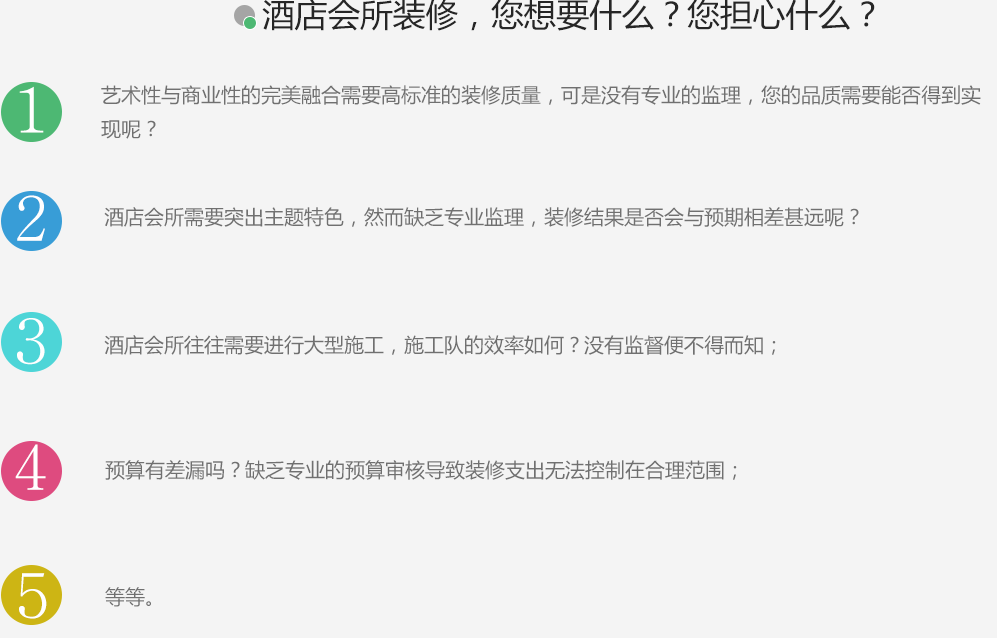 酒店会所装修，您想要什么？您担心什么？
1
艺术性与商业性的完美融合需要高标准的装修质量，可是没有专业的监理，您的品质需要能否得到实
现呢？
2
酒店会所需要突出主题特色，然而缺乏专业监理，装修结果是否会与预期相差甚远呢？
3
酒店会所往往需要进行大型施工，施工队的效率如何？没有监督便不得而知；
4
预算有差漏吗？缺乏专业的预算审核导致装修支出无法控制在合理范围；
5
等等。